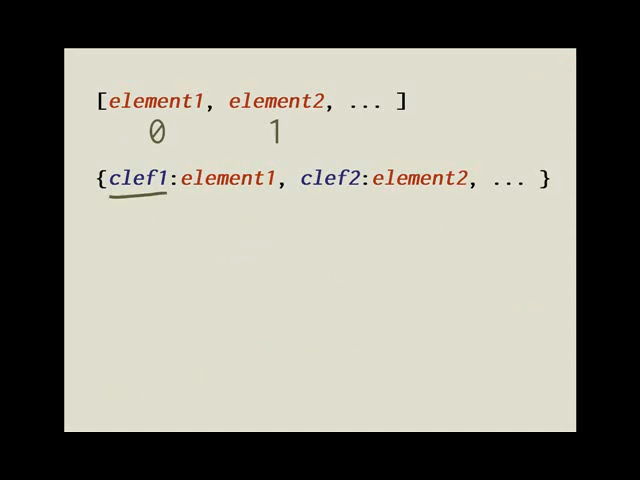 [element1, element2, ... ]
0 1
{clef1:element1, clef2:element2, ... }